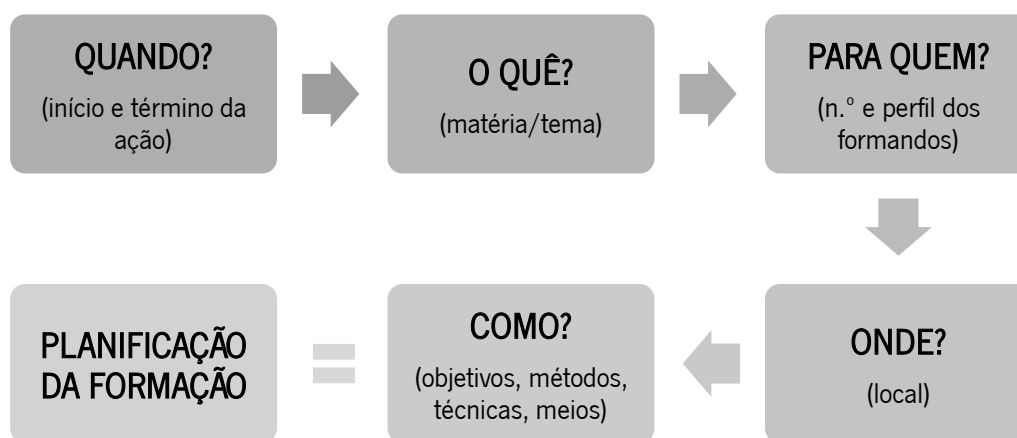 QUANDO?
(início e término da
ação)
O QUÊ?
(matéria/tema)
PARA QUEM?
(n.º e perfil dos
formandos)
ONDE?
(local)
COMO?
(objetivos, métodos,
técnicas, meios)
PLANIFICAÇÃO
DA FORMAÇÃO